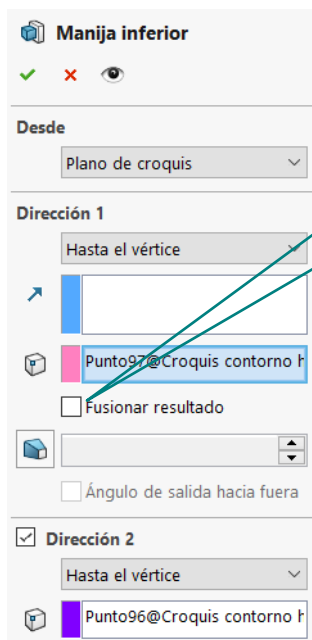 Manija inferior
Desde
Plano de croquis
Dirección 1
Hasta el vértice
Punto97@Croquis contorno h
Fusionar resultado
Ángulo de salida hacia fuera
Dirección 2
Hasta el vértice
Punto96@Croquis contorno h